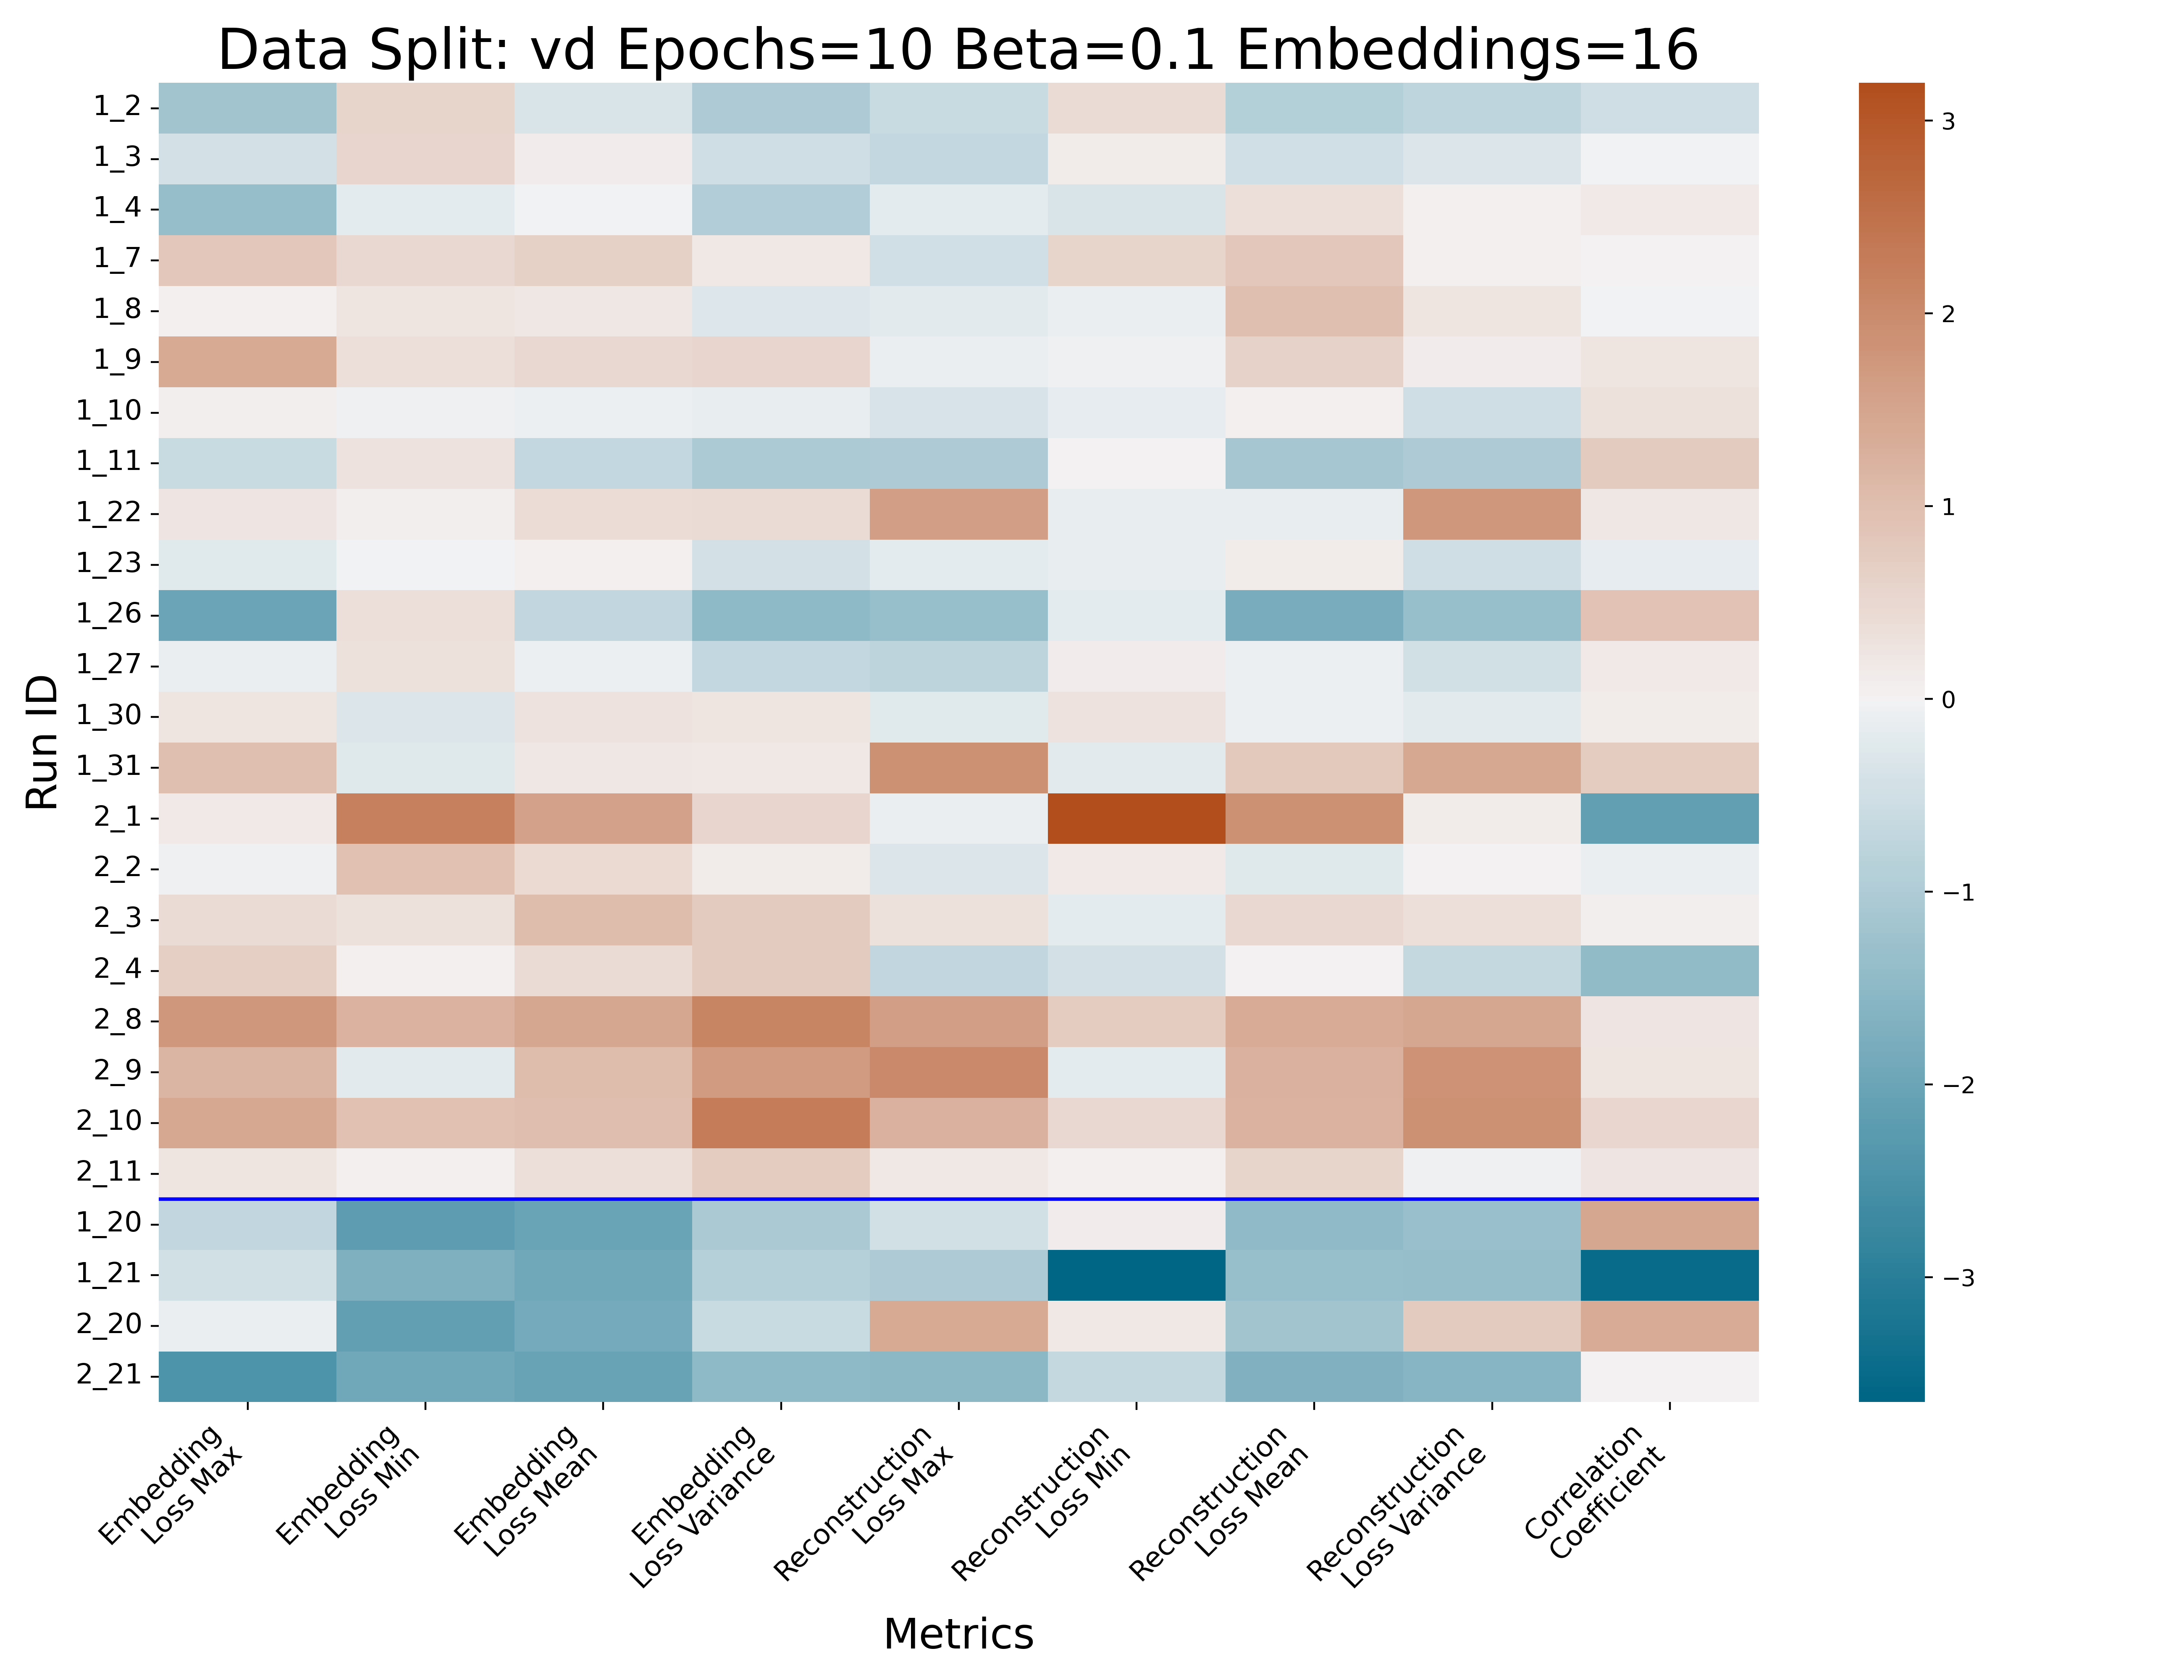 Data Split: vd Epochs=10 Beta=0.1 Embeddings=16
Run ID
1_2
1_3
1_4
1_7
1_8
1_9
1_10
1_11
1_22
1_23
1_26
1_27
1_30
1_31
2_1
2_2
2_3
2_4
2_8
2_9
2_10
2_11
1_20
1_21
2_20
2_21
Embedding
Loss Max
Embedding
Loss Min
Embedding
Loss Mean
Embedding
Loss Variance
Reconstruction
Loss Max
Reconstruction
Loss Min
Reconstruction
Loss Mean
Reconstruction
Loss Variance
Correlation
Coefficient
Metrics
3
2
1
0
−1
−2
−3